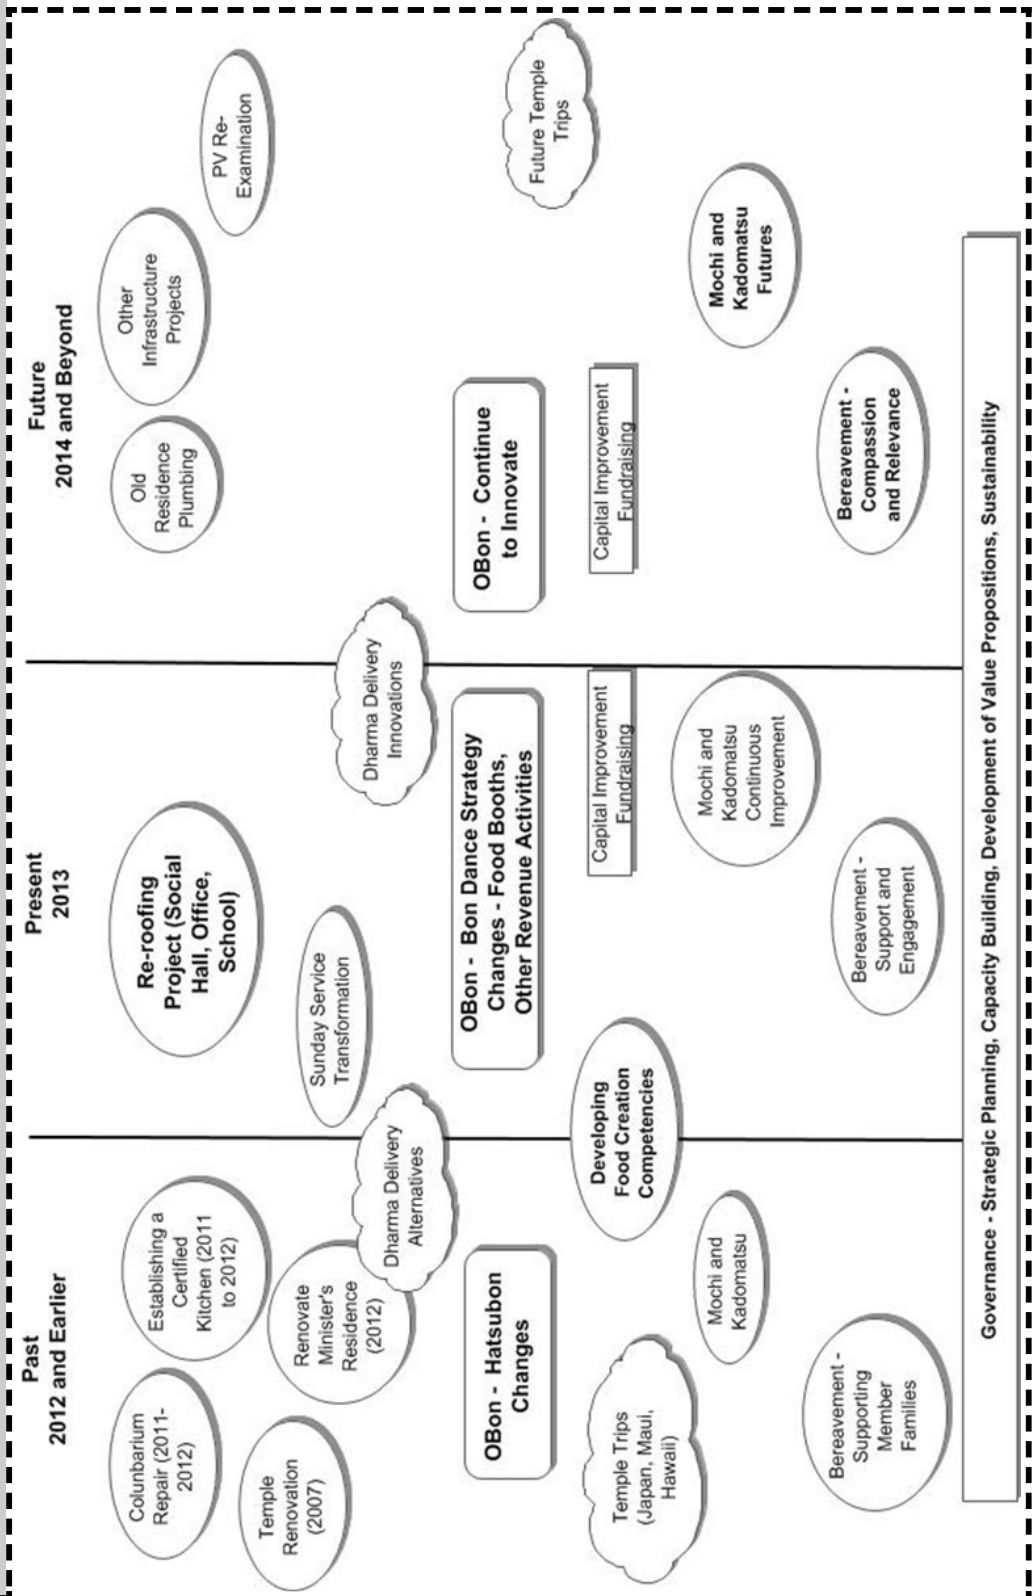 Past
2012 and Earlier
Colunbarium
Repair (2011-
2012)
Establishing a
Certified
Kitchen (2011
to 2012)
Temple
Renovation
(2007)
Renovate
Minister's
Residence
(2012)
Dharma Delivery
Alternatives
OBon - Hatsubon
Changes
Temple Trips
(Japan, Maui,
Hawaii)
Developing
Food Creation
Competencies
Mochi and
Kadomatsu
Bereavement -
Supporting
Member
Families
Present
2013
Re-roofing
Project (Social
Hall, Office,
School)
Sunday Service
Transformation
Dharma Delivery
Innovations
OBon - Bon Dance Strategy
Changes - Food Booths,
Other Revenue Activities
Capital Improvement
Fundraising
Mochi and
Kadomatsu
Continuous
Improvement
Bereavement -
Support and
Engagement
Future
2014 and Beyond
Old
Residence
Plumbing
Other
Infrastructure
Projects
PV Re-
Examination
OBon - Continue
to Innovate
Future Temple
Trips
Capital Improvement
Fundraising
Mochi and
Kadomatsu
Futures
Bereavement -
Compassion
and Relevance
Governance - Strategic Planning, Capacity Building, Development of Value Propositions, Sustainability